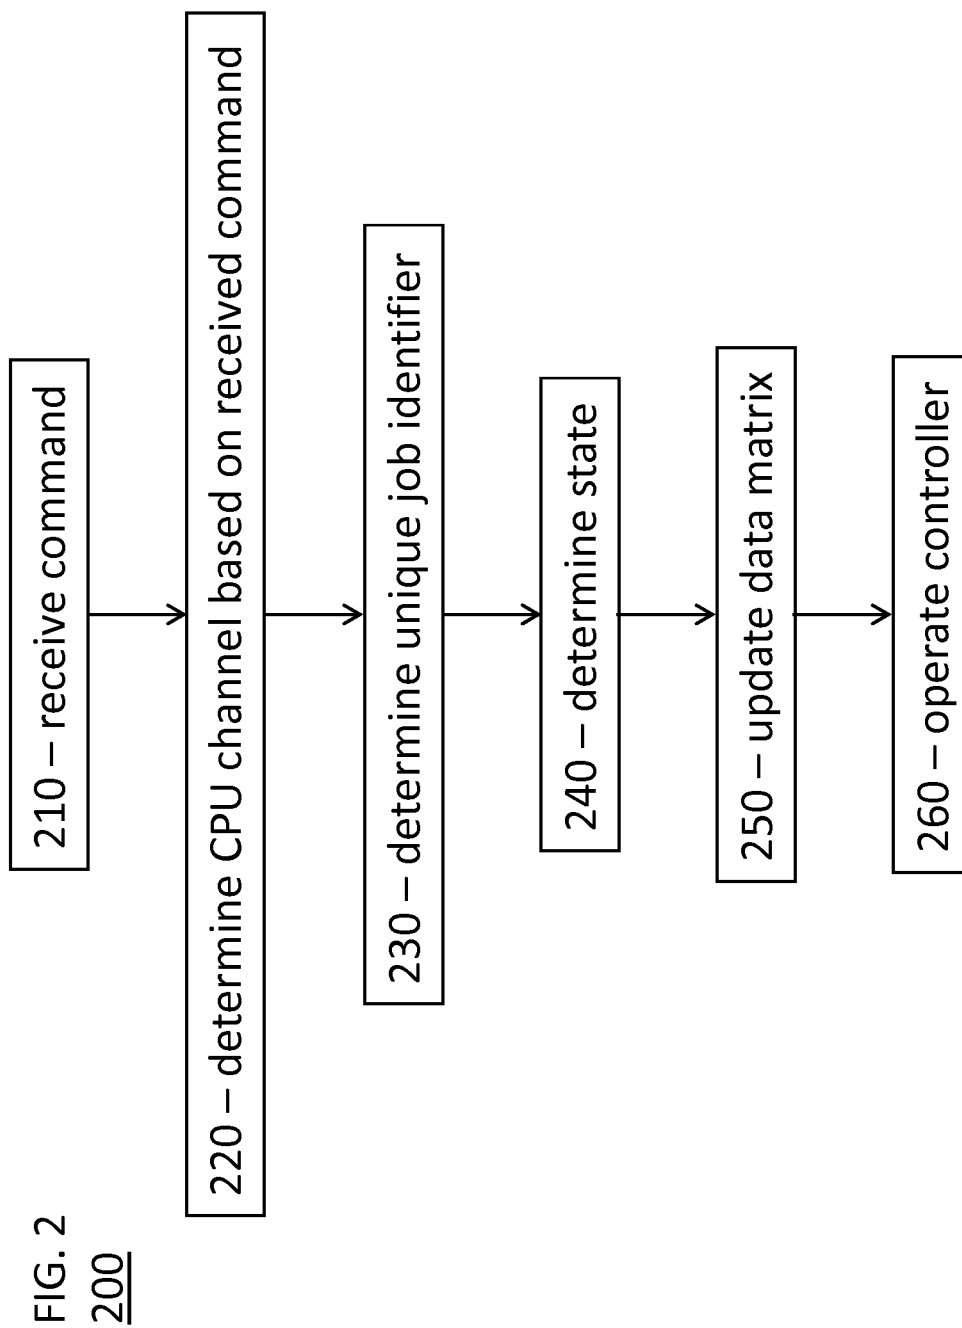 FIG. 2
200
210 – receive command
220 – determine CPU channel based on received command
230 – determine unique job identifier
240 – determine state
250 – update data matrix
260 – operate controller